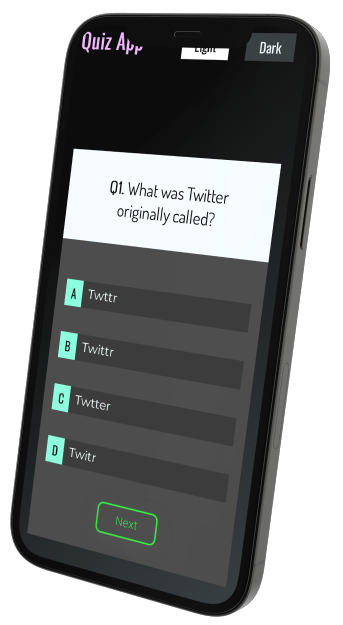 Quiz App
Light
Dark
Q1. What was Twitter
originally called?
A Twttr
B Twittr
C Twtter
D Twitr
Next